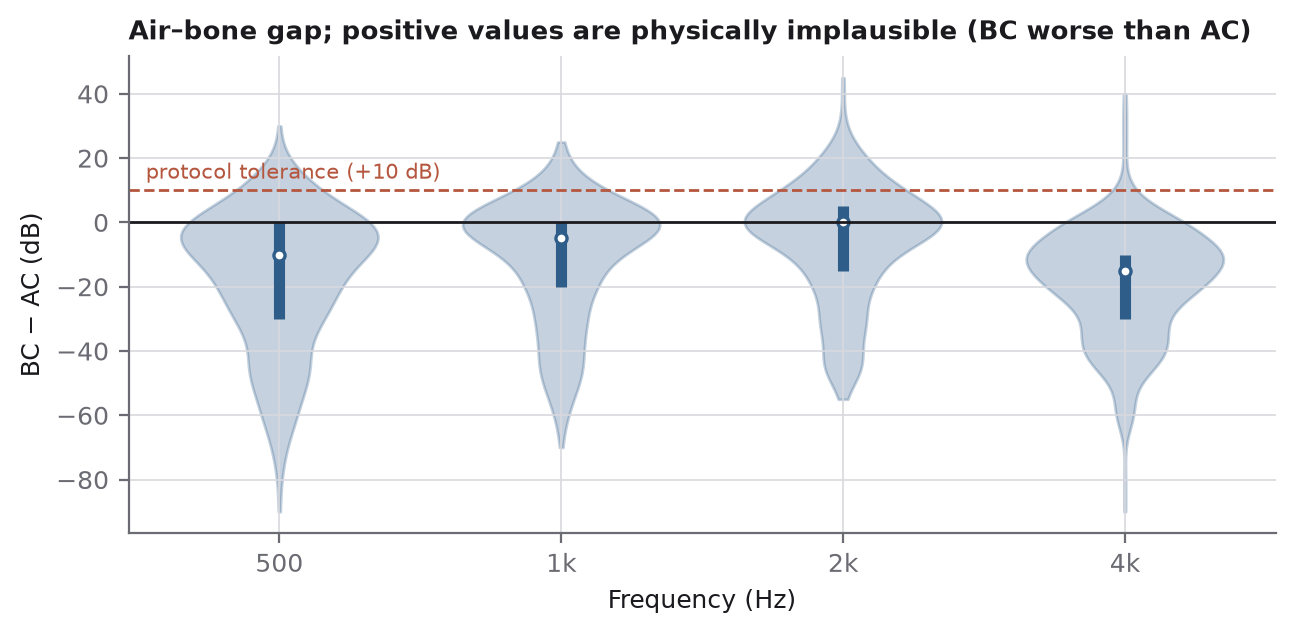 Air–bone gap; positive values are physically implausible (BC worse than AC)
BC − AC (dB)
40
20
0
−20
−40
−60
−80
protocol tolerance (+10 dB)
500
1k
2k
4k
Frequency (Hz)